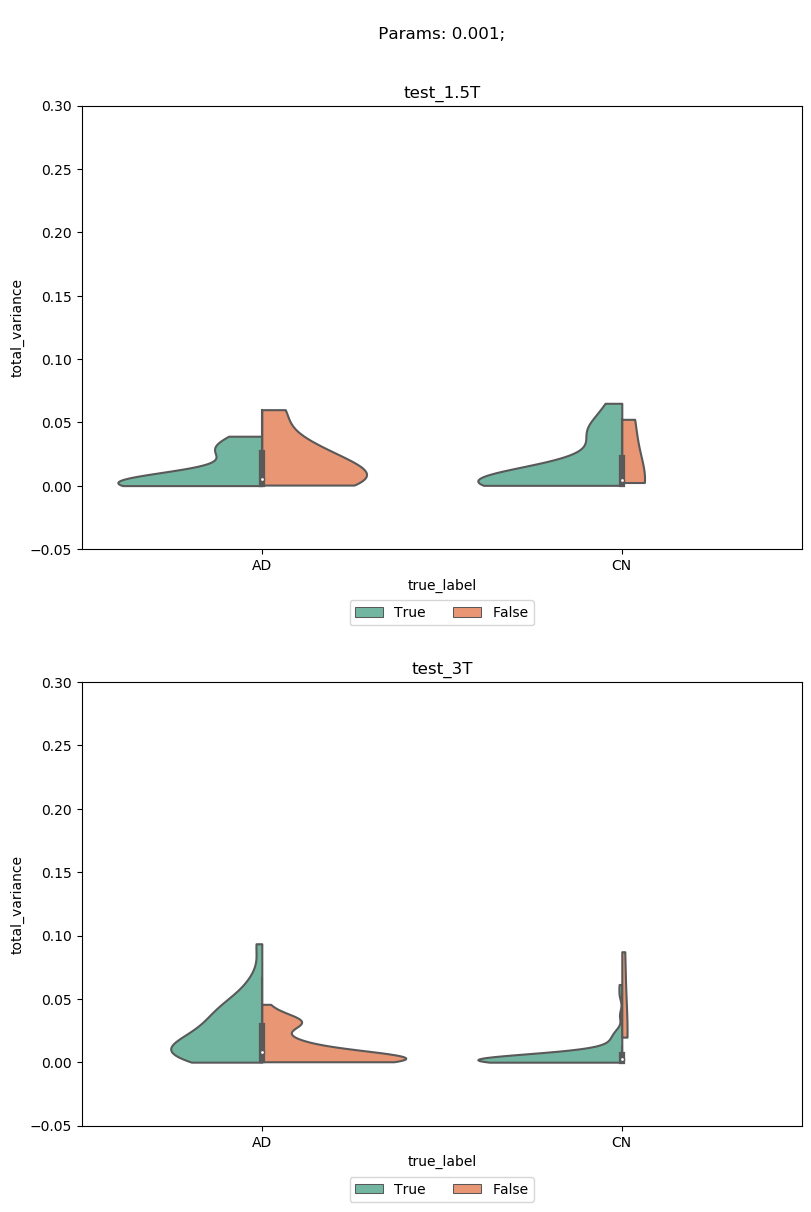 Params: 0.001;
test_1.5T
0.30
0.25
0.20
0.15
0.10
0.05
0.00
−0.05
total_variance
AD CN
true_label
True False
test_3T
0.30
0.25
0.20
0.15
0.10
0.05
0.00
−0.05
total_variance
AD CN
true_label
True False